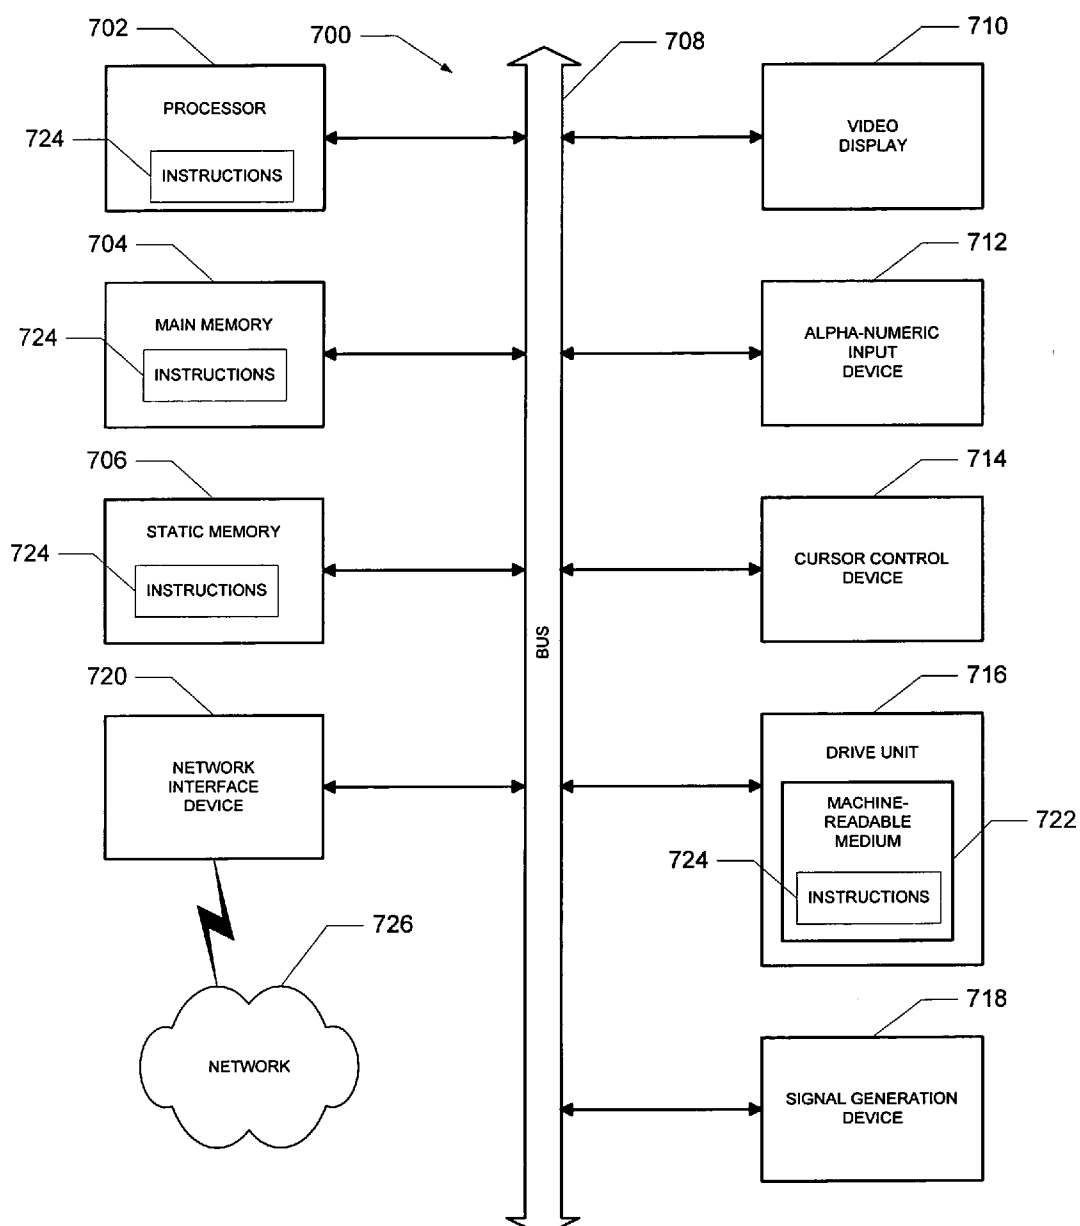 702
700
708
710
PROCESSOR
724
INSTRUCTIONS
VIDEO
DISPLAY
704
712
MAIN MEMORY
724
INSTRUCTIONS
ALPHA-NUMERIC
INPUT
DEVICE
706
714
STATIC MEMORY
724
INSTRUCTIONS
CURSOR CONTROL
DEVICE
BUS
720
716
NETWORK
INTERFACE
DEVICE
DRIVE UNIT
MACHINE-
READABLE
MEDIUM
722
724
INSTRUCTIONS
726
NETWORK
718
SIGNAL GENERATION
DEVICE